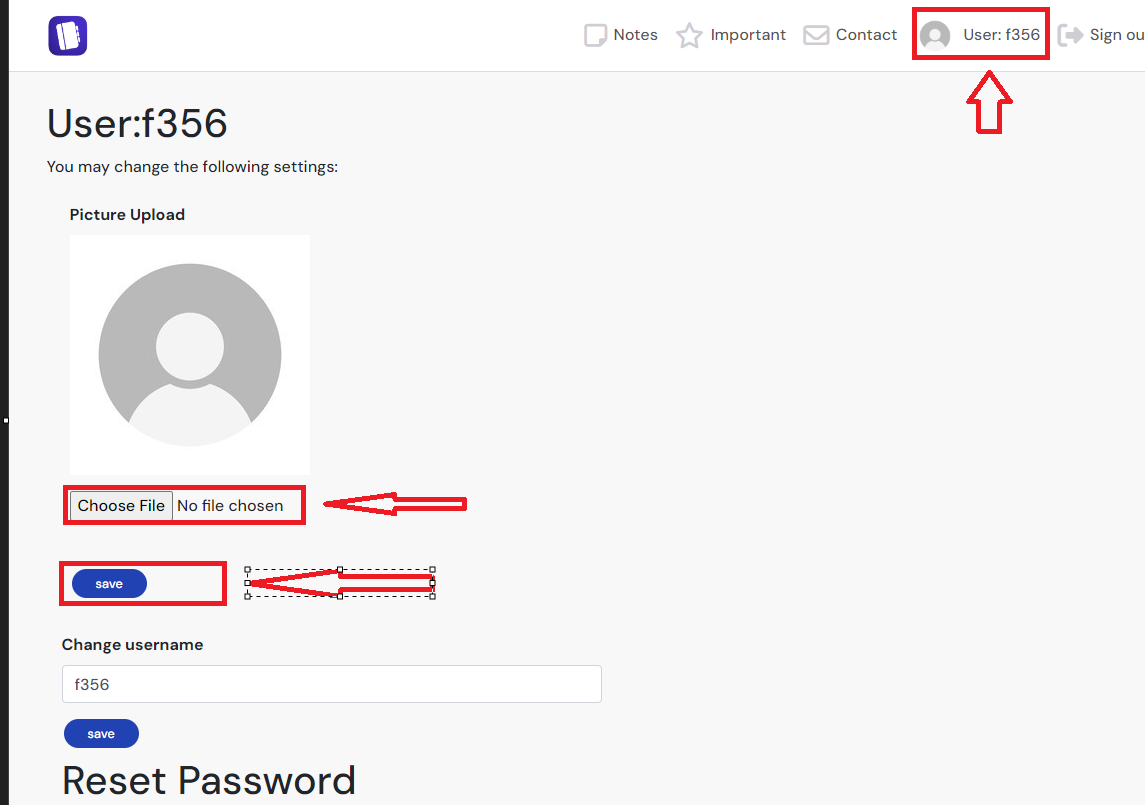 Notes Important Contact User: f356 Sign ou
User:f356
You may change the following settings:
Picture Upload
Choose File No file chosen
save
Change username
f356
save
Reset Password